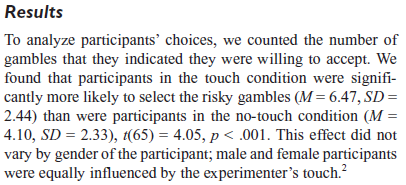 Results
To analyze participants’ choices, we counted the number of
gambles that they indicated they were willing to accept. We
found that participants in the touch condition were signifi-
cantly more likely to select the risky gambles (M = 6.47, SD =
2.44) than were participants in the no-touch condition (M =
4.10, SD = 2.33), t(65) = 4.05, p < .001. This effect did not
vary by gender of the participant; male and female participants
were equally influenced by the experimenter’s touch.²